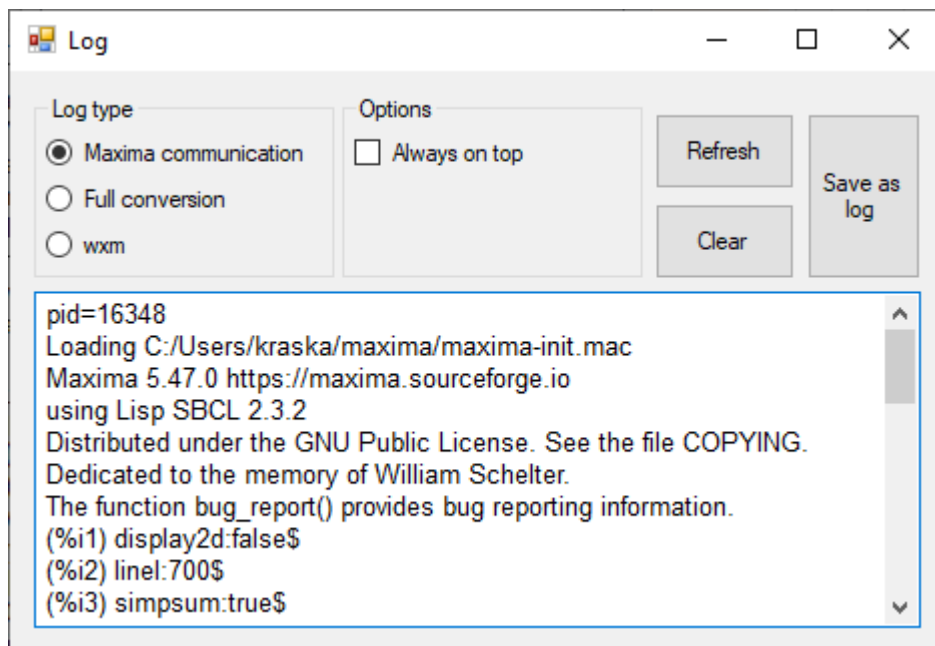 Log
Log type
Maxima communication
Full conversion
wxm
Options
Always on top
Refresh
Clear
Save as
log
pid=16348
Loading C:/Users/kraska/maxima/maxima-init.mac
Maxima 5.47.0 https://maxima.sourceforge.io
using Lisp SBCL 2.3.2
Distributed under the GNU Public License. See the file COPYING.
Dedicated to the memory of William Schelter.
The function bug_report() provides bug reporting information.
(%i1) display2d:false$
(%i2) linel:700$
(%i3) simpsum:true$